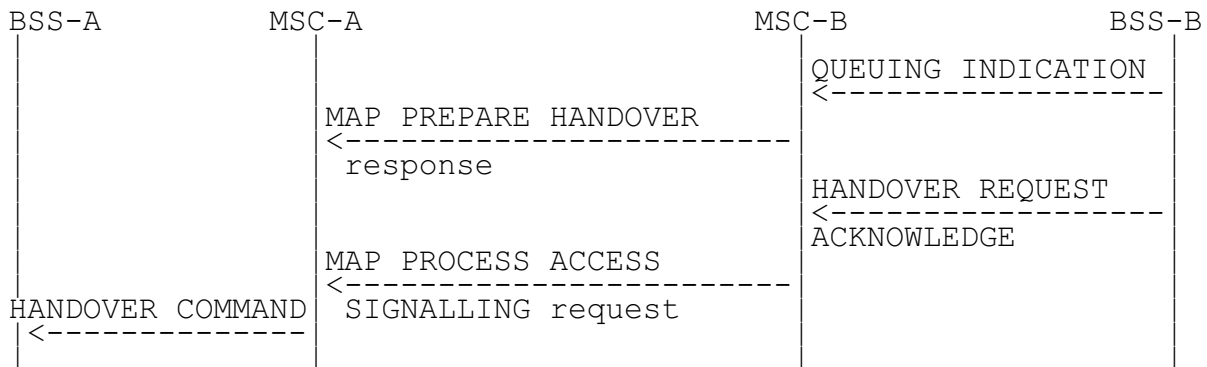 BSS-A MSC-A MSC-B BSS-B
QUEUING INDICATION
MAP PREPARE HANDOVER
response
HANDOVER REQUEST
ACKNOWLEDGE
MAP PROCESS ACCESS
HANDOVER COMMAND SIGNALLING request